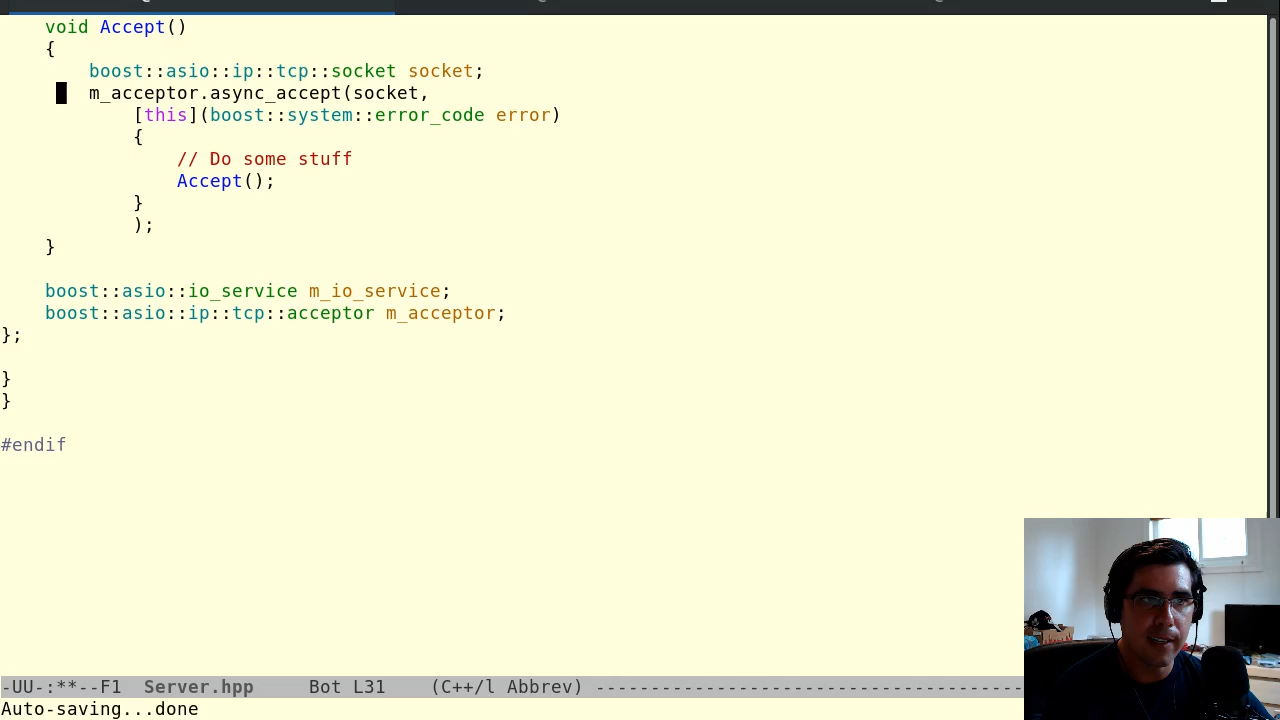 void Accept()
{
boost::asio::ip::tcp::socket socket;
m_acceptor.async_accept(socket,
[this](boost::system::error_code error)
{
// Do some stuff
Accept();
}
);
}
boost::asio::io_service m_io_service;
boost::asio::ip::tcp::acceptor m_acceptor;
};
}
}
#endif
-UU-:**--F1 Server.hpp Bot L31 (C++/l Abbrev) ---------------------------------------
Auto-saving...done